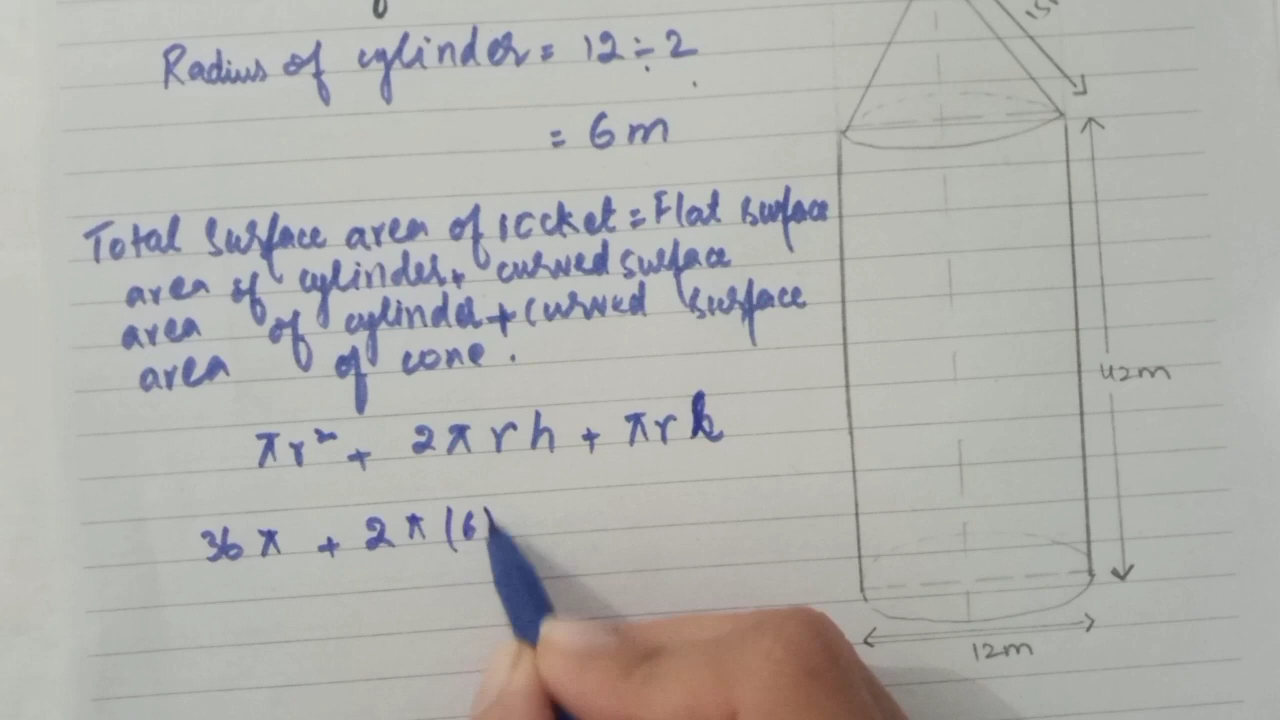 Radius of cylinder = 12 ÷ 2
= 6 m
Total surface area of rocket = Flat surface
area of cylinder + curved surface
area of cylinder + curved surface
area of cone.
πr² + 2πrh + πrl
36π + 2π(6)
42m
12m